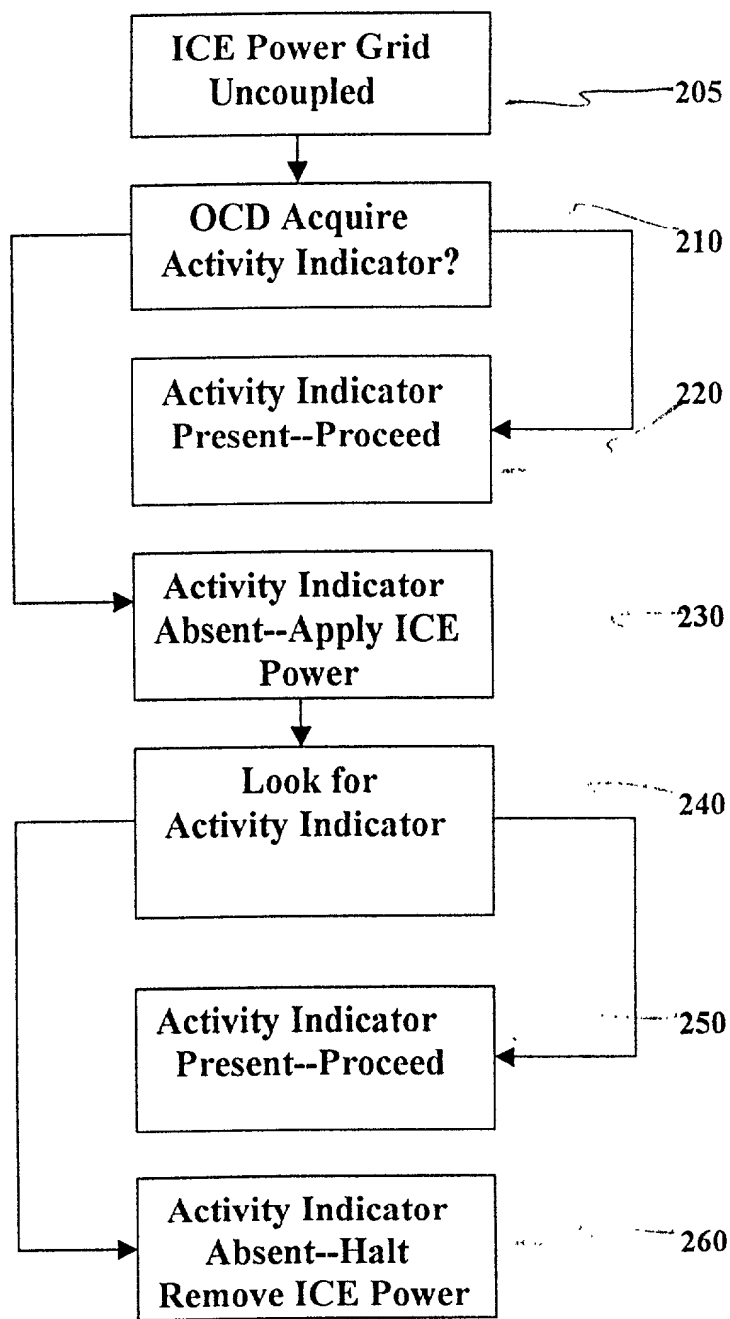 ICE Power Grid
Uncoupled
205
OCD Acquire
Activity Indicator?
210
Activity Indicator
Present--Proceed
220
Activity Indicator
Absent--Apply ICE
Power
230
Look for
Activity Indicator
240
Activity Indicator
Present--Proceed
250
Activity Indicator
Absent--Halt
Remove ICE Power
260